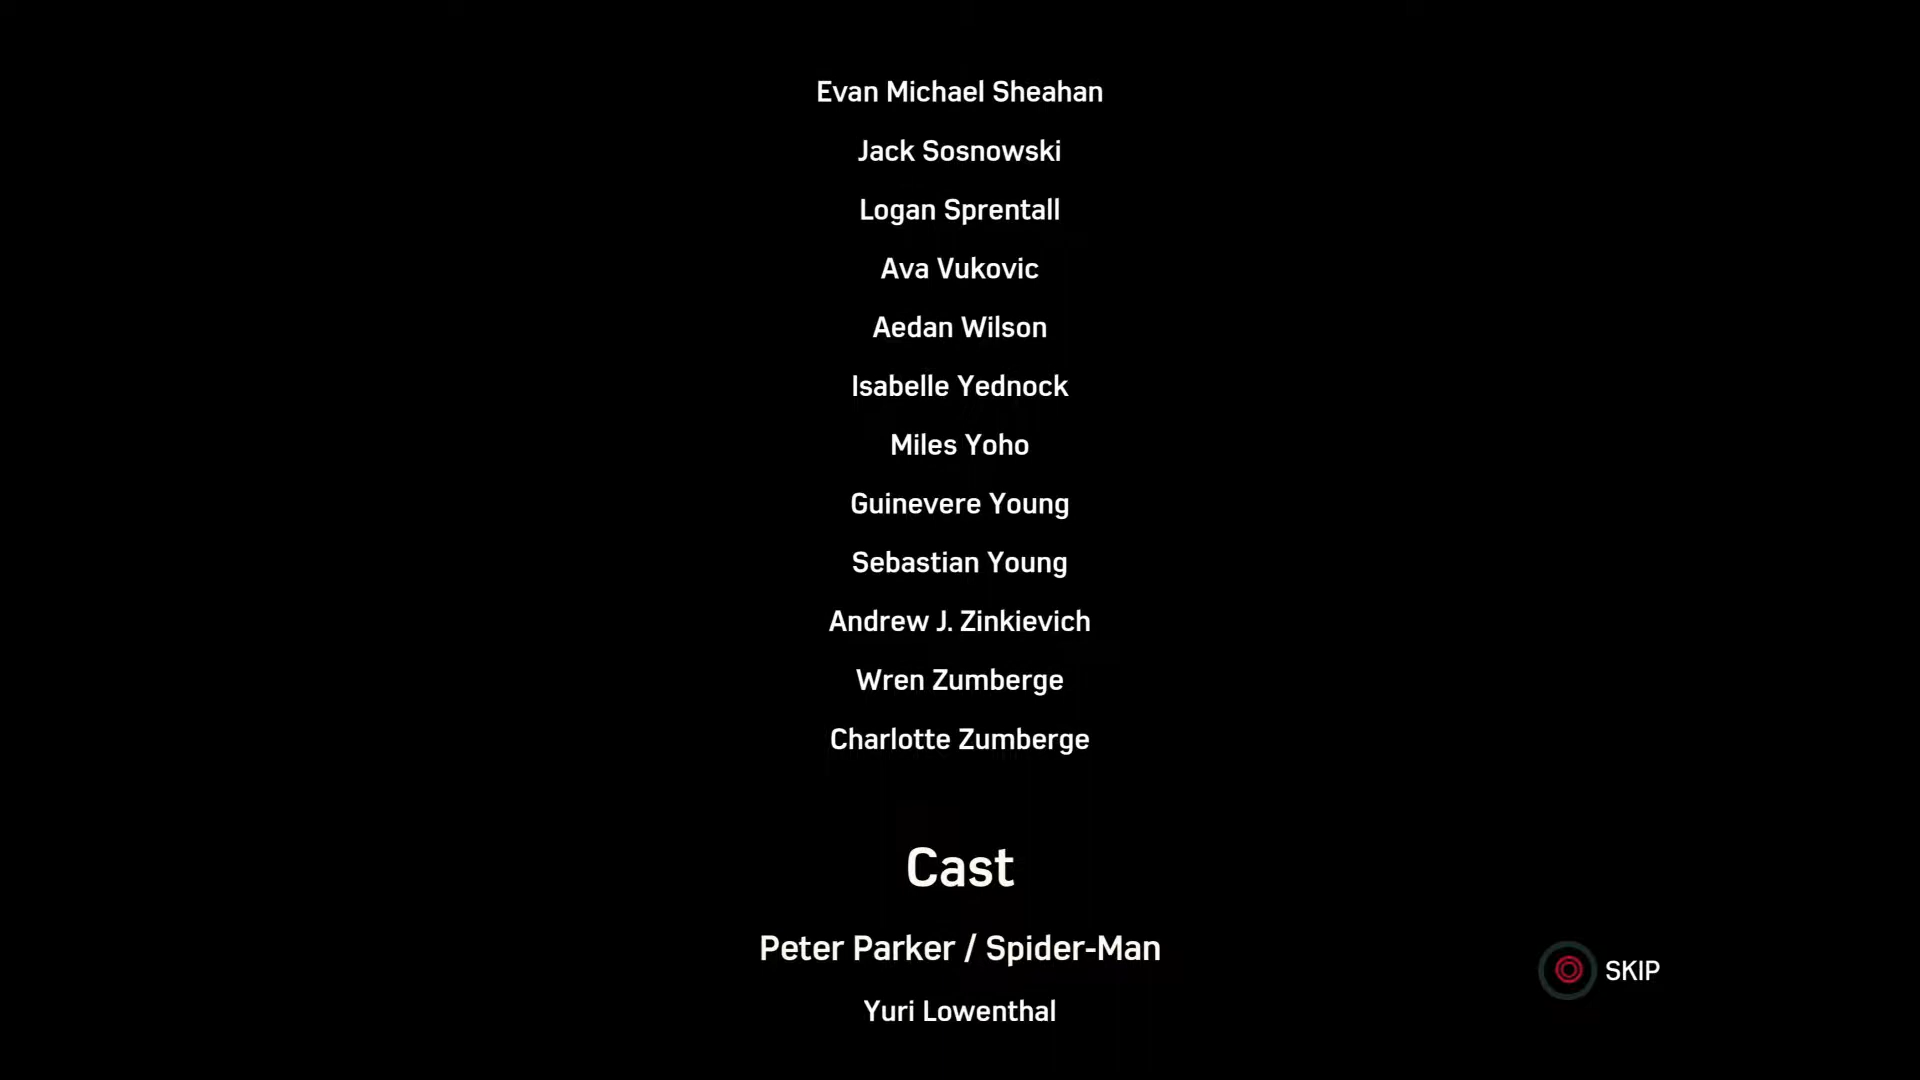 Evan Michael Sheahan
Jack Sosnowski
Logan Sprentall
Ava Vukovic
Aedan Wilson
Isabelle Yednock
Miles Yoho
Guinevere Young
Sebastian Young
Andrew J. Zinkievich
Wren Zumberge
Charlotte Zumberge
Cast
Peter Parker / Spider-Man
Yuri Lowenthal
SKIP